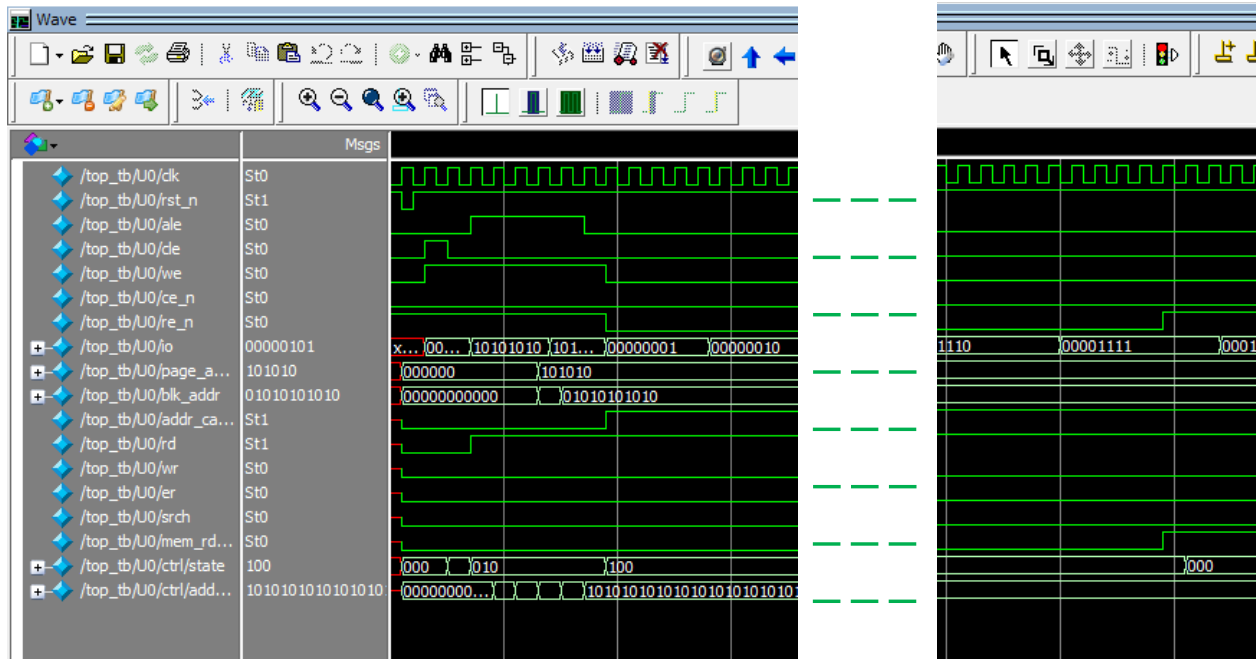 Wave
Msgs
/top_tb/U0/clk St0
/top_tb/U0/rst_n St1
/top_tb/U0/ale St0
/top_tb/U0/cle St0
/top_tb/U0/we St0
/top_tb/U0/ce_n St0
/top_tb/U0/re_n St0
/top_tb/U0/io 00000101 x... 00... 10101010 101... 00000001 00000010 1110 00001111 0001
/top_tb/U0/page_a... 101010 000000 101010
/top_tb/U0/blk_addr 01010101010 00000000000 01010101010
/top_tb/U0/addr_ca... St1
/top_tb/U0/rd St1
/top_tb/U0/wr St0
/top_tb/U0/er St0
/top_tb/U0/srch St0
/top_tb/U0/mem_rd... St0
/top_tb/U0/ctrl/state 100 000 010 100 000
/top_tb/U0/ctrl/add... 1010101010101010 00000000... 1010101010101010101010101